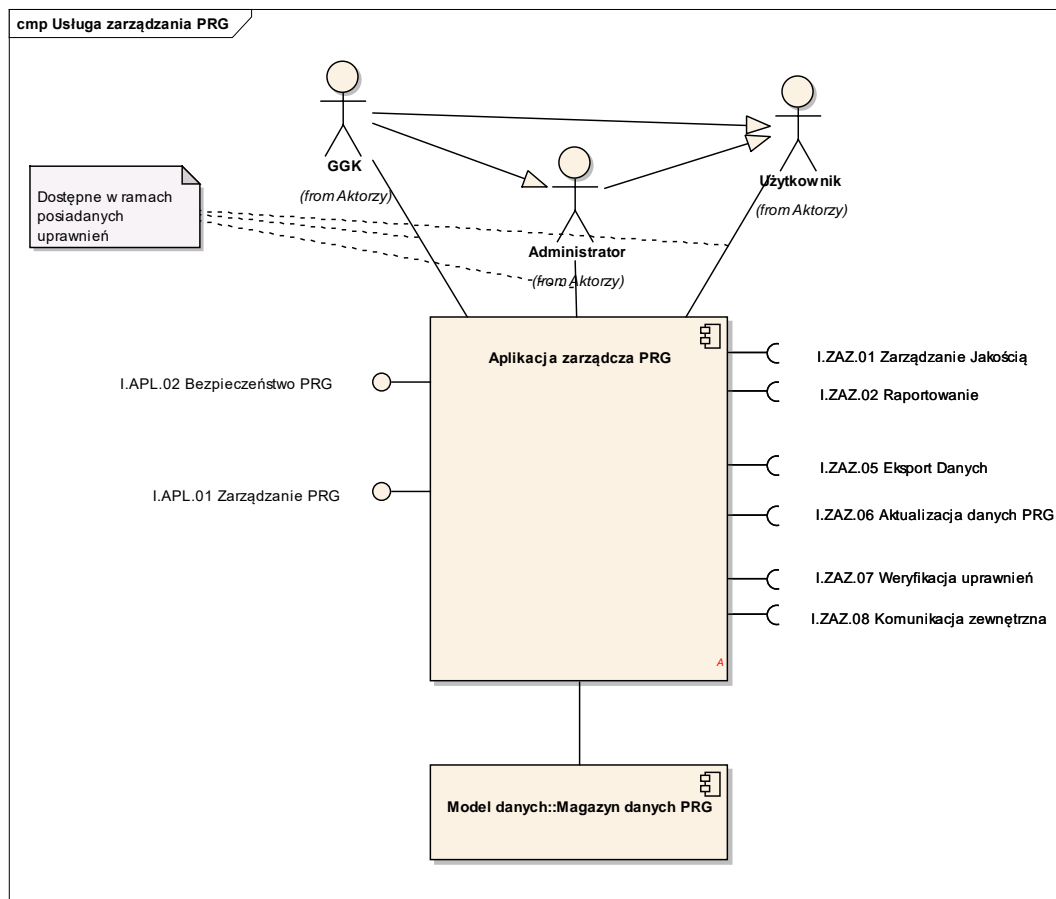 cmp Usługa zarządzania PRG
GGK
(from Aktorzy)
Użytkownik
(from Aktorzy)
Dostępne w ramach
posiadanych
uprawnień
Administrator
(from Aktorzy)
Aplikacja zarządcza PRG
I.APL.02 Bezpieczeństwo PRG
I.APL.01 Zarządzanie PRG
I.ZAZ.01 Zarządzanie Jakością
I.ZAZ.02 Raportowanie
I.ZAZ.05 Eksport Danych
I.ZAZ.06 Aktualizacja danych PRG
I.ZAZ.07 Weryfikacja uprawnień
I.ZAZ.08 Komunikacja zewnętrzna
A
Model danych::Magazyn danych PRG